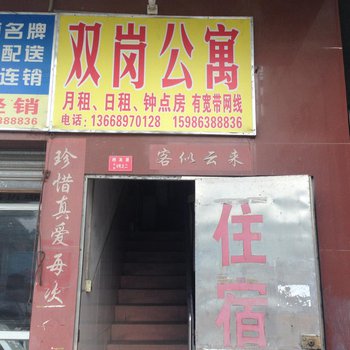 名牌
配送
连销
经销
88836
双岗公寓
月租、日租、钟点房 有宽带网线
电话：13668970128 15986388836
客似云来
珍惜真爱每次
住宿